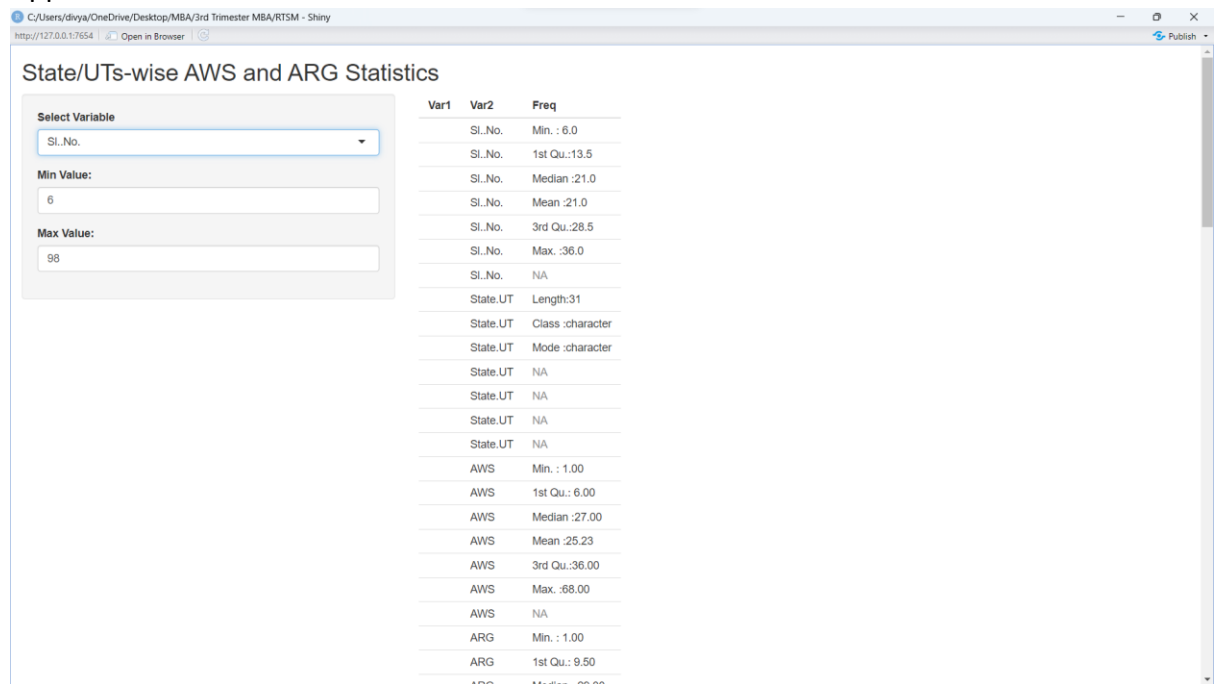 C:/Users/divya/OneDrive/Desktop/MBA/3rd Trimester MBA/RTSM - Shiny
http://127.0.0.1:7654 Open in Browser Publish
State/UTs-wise AWS and ARG Statistics
Select Variable
Sl..No.
Min Value:
6
Max Value:
98
Var1 Var2 Freq
Sl..No. Min. : 6.0
Sl..No. 1st Qu.:13.5
Sl..No. Median :21.0
Sl..No. Mean :21.0
Sl..No. 3rd Qu.:28.5
Sl..No. Max. :36.0
Sl..No. NA
State.UT Length:31
State.UT Class :character
State.UT Mode :character
State.UT NA
State.UT NA
State.UT NA
State.UT NA
AWS Min. : 1.00
AWS 1st Qu.: 6.00
AWS Median :27.00
AWS Mean :25.23
AWS 3rd Qu.:36.00
AWS Max. :68.00
AWS NA
ARG Min. : 1.00
ARG 1st Qu.: 9.50
ARG Median